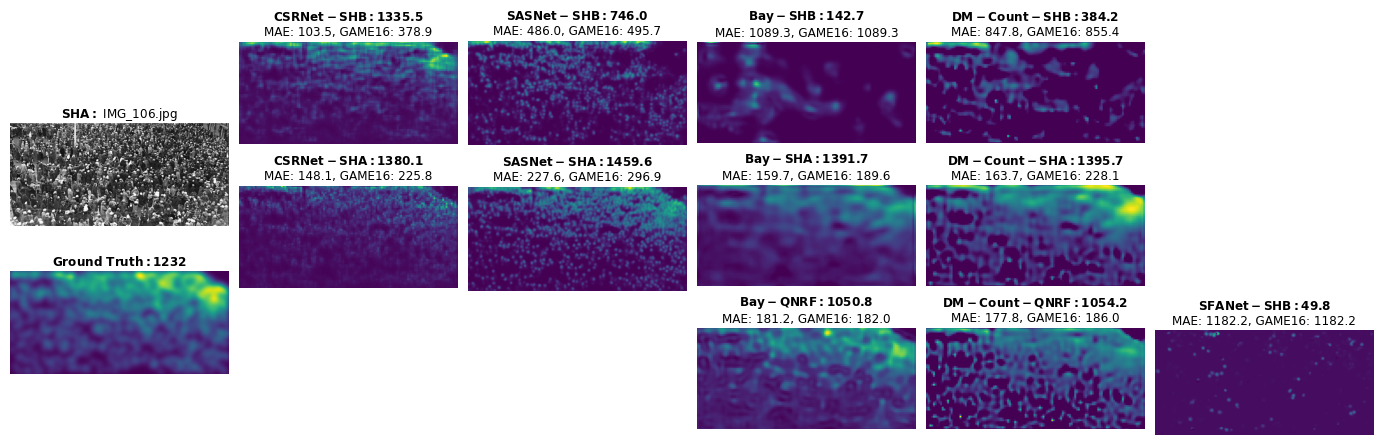 CSRNet − SHB : 1335.5
MAE: 103.5, GAME16: 378.9
SASNet − SHB : 746.0
MAE: 486.0, GAME16: 495.7
Bay − SHB : 142.7
MAE: 1089.3, GAME16: 1089.3
DM − Count − SHB : 384.2
MAE: 847.8, GAME16: 855.4
SHA : IMG_106.jpg
CSRNet − SHA : 1380.1
MAE: 148.1, GAME16: 225.8
SASNet − SHA : 1459.6
MAE: 227.6, GAME16: 296.9
Bay − SHA : 1391.7
MAE: 159.7, GAME16: 189.6
DM − Count − SHA : 1395.7
MAE: 163.7, GAME16: 228.1
Ground Truth : 1232
Bay − QNRF : 1050.8
MAE: 181.2, GAME16: 182.0
DM − Count − QNRF : 1054.2
MAE: 177.8, GAME16: 186.0
SFANet − SHB : 49.8
MAE: 1182.2, GAME16: 1182.2